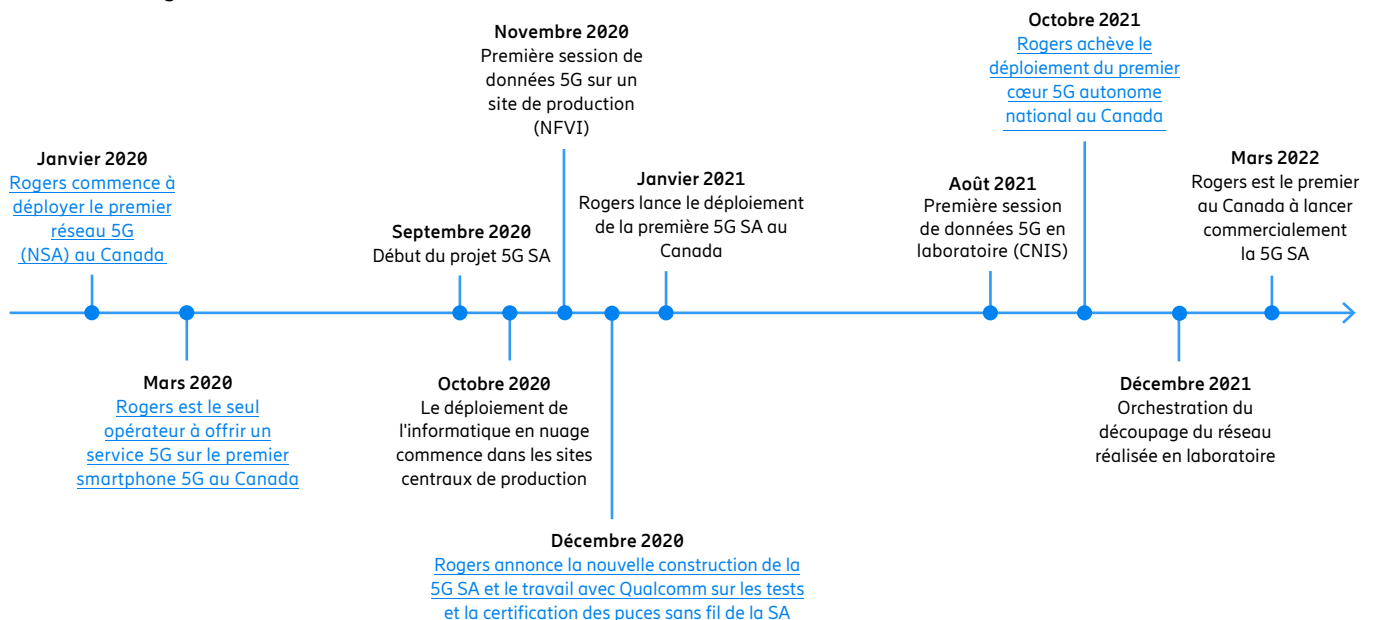 Janvier 2020
Rogers commence à
déployer le premier
réseau 5G
(NSA) au Canada
Mars 2020
Rogers est le seul
opérateur à offrir un
service 5G sur le premier
smartphone 5G au Canada
Septembre 2020
Début du projet 5G SA
Octobre 2020
Le déploiement de
l'informatique en nuage
commence dans les sites
centraux de production
Novembre 2020
Première session de
données 5G sur un
site de production
(NFVI)
Décembre 2020
Rogers annonce la nouvelle construction de la
5G SA et le travail avec Qualcomm sur les tests
et la certification des puces sans fil de la SA
Janvier 2021
Rogers lance le déploiement
de la première 5G SA au
Canada
Août 2021
Première session
de données 5G en
laboratoire (CNIS)
Octobre 2021
Rogers achève le
déploiement du premier
cœur 5G autonome
national au Canada
Décembre 2021
Orchestration du
découpage du réseau
réalisée en laboratoire
Mars 2022
Rogers est le premier
au Canada à lancer
commercialement
la 5G SA